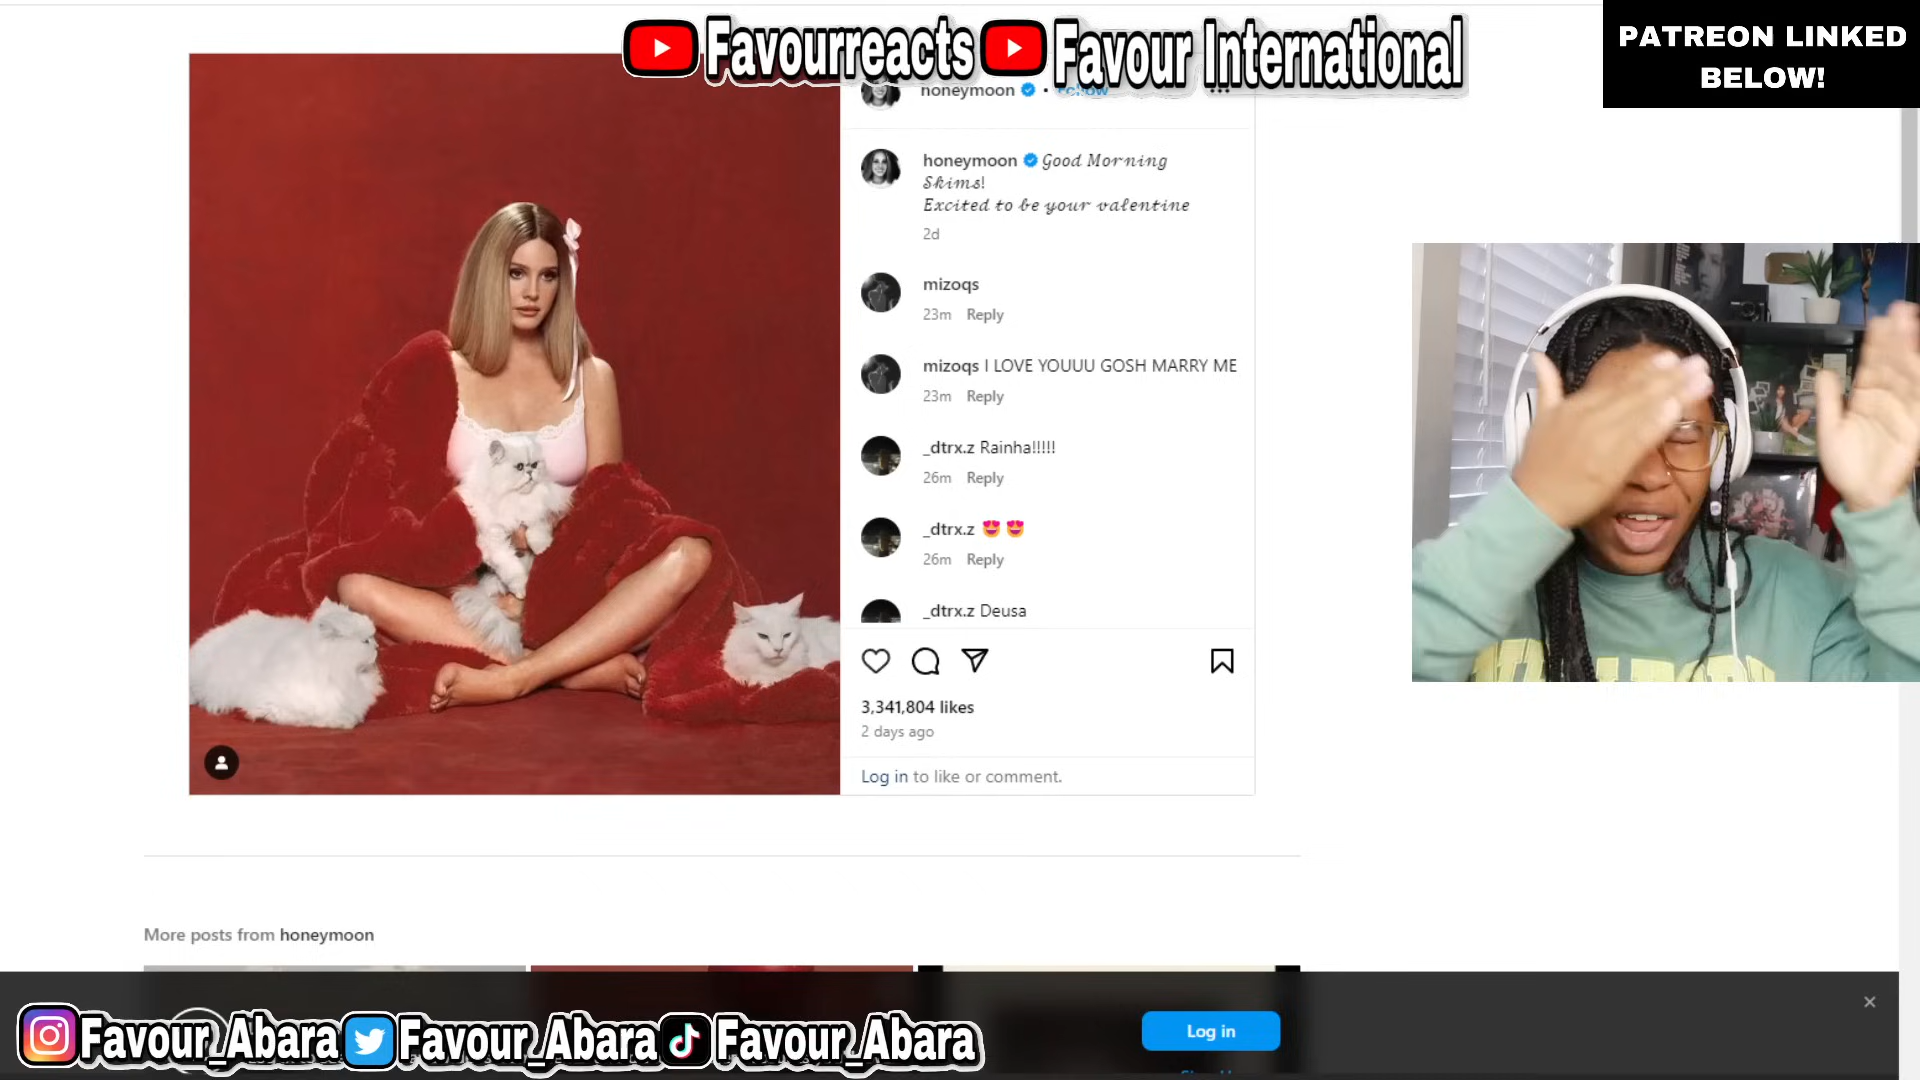 Favourreacts Favour International
PATREON LINKED
BELOW!
honeymoon • Follow
honeymoon Good Morning
Skims!
Excited to be your valentine
2d
mizoqs
23m Reply
mizoqs I LOVE YOUUU GOSH MARRY ME
23m Reply
_dtrx.z Rainha!!!!!
26m Reply
_dtrx.z 😍 😍
26m Reply
_dtrx.z Deusa
3,341,804 likes
2 days ago
Log in to like or comment.
More posts from honeymoon
Favour_Abara Favour_Abara Favour_Abara
Log in